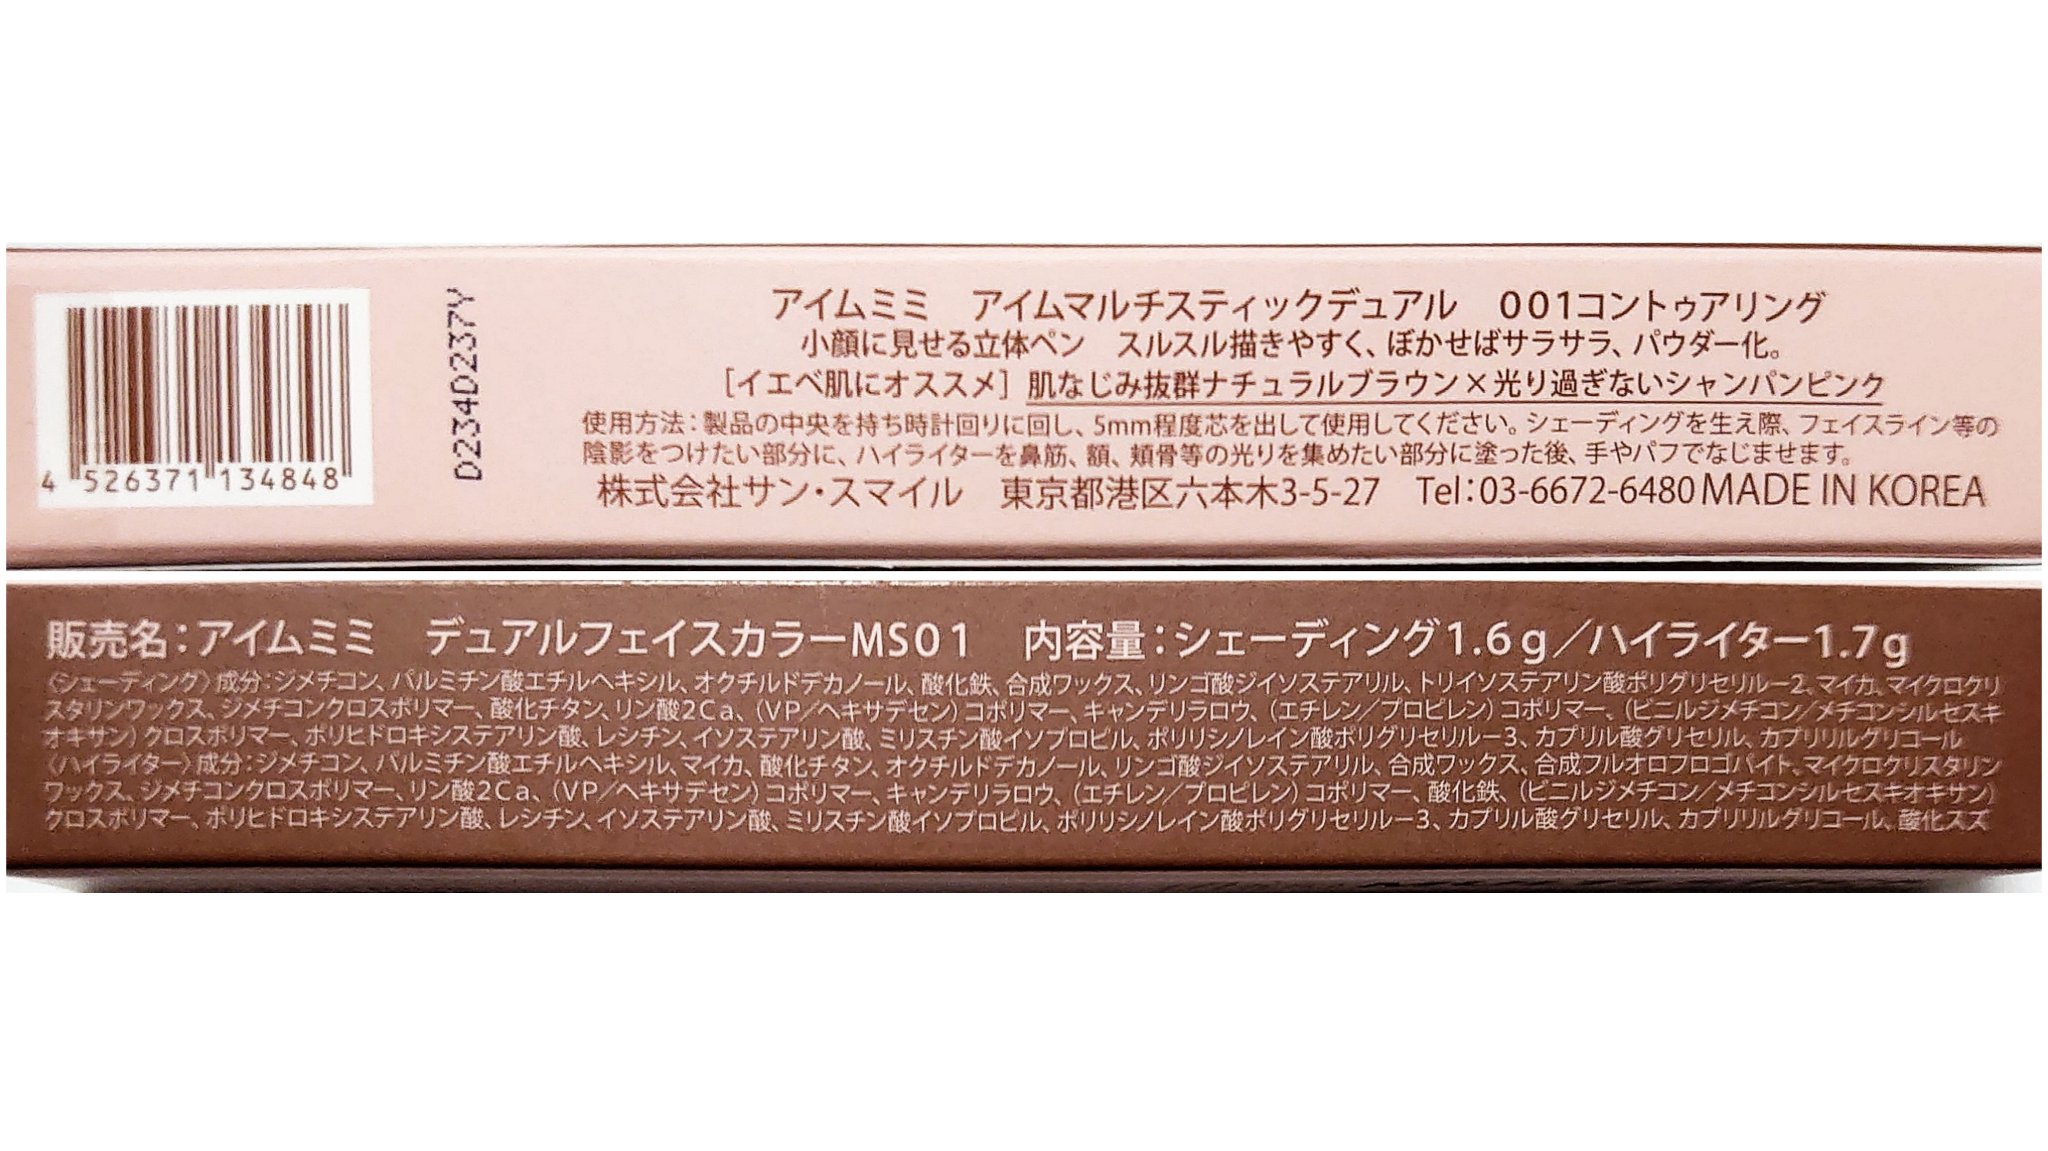 アイムミミ　アイムマルチスティックデュアル　001コントゥアリング
小顔に見せる立体ペン　スルスル描きやすく、ぼかせばサラサラ、パウダー化。
［イエベ肌にオススメ］肌なじみ抜群ナチュラルブラウン×光り過ぎないシャンパンピンク
使用方法：製品の中央を持ち時計回りに回し、5mm程度芯を出して使用してください。シェーディングを生え際、フェイスライン等の
陰影をつけたい部分に、ハイライターを鼻筋、額、頬骨等の光りを集めたい部分に塗った後、手やパフでなじませます。
株式会社サン・スマイル　東京都港区六本木3-5-27　Tel：03-6672-6480 MADE IN KOREA
4 526371 134848
D234D237Y
販売名：アイムミミ　デュアルフェイスカラーMS01　内容量：シェーディング1.6g／ハイライター1.7g
〈シェーディング〉成分：ジメチコン、パルミチン酸エチルヘキシル、オクチルドデカノール、酸化鉄、合成ワックス、リンゴ酸ジイソステアリル、トリイソステアリン酸ポリグリセリル－2、マイカ、マイクロクリ
スタリンワックス、ジメチコンクロスポリマー、酸化チタン、リン酸2Ca、（VP／ヘキサデセン）コポリマー、キャンデリラロウ、（エチレン／プロピレン）コポリマー、（ビニルジメチコン／メチコンシルセスキ
オキサン）クロスポリマー、ポリヒドロキシステアリン酸、レシチン、イソステアリン酸、ミリスチン酸イソプロピル、ポリリシノレイン酸ポリグリセリル－3、カプリル酸グリセリル、カプリリルグリコール
〈ハイライター〉成分：ジメチコン、パルミチン酸エチルヘキシル、マイカ、酸化チタン、オクチルドデカノール、リンゴ酸ジイソステアリル、合成ワックス、合成フルオロフロゴパイト、マイクロクリスタリン
ワックス、ジメチコンクロスポリマー、リン酸2Ca、（VP／ヘキサデセン）コポリマー、キャンデリラロウ、（エチレン／プロピレン）コポリマー、酸化鉄、（ビニルジメチコン／メチコンシルセスキオキサン）
クロスポリマー、ポリヒドロキシステアリン酸、レシチン、イソステアリン酸、ミリスチン酸イソプロピル、ポリリシノレイン酸ポリグリセリル－3、カプリル酸グリセリル、カプリリルグリコール、酸化スズ